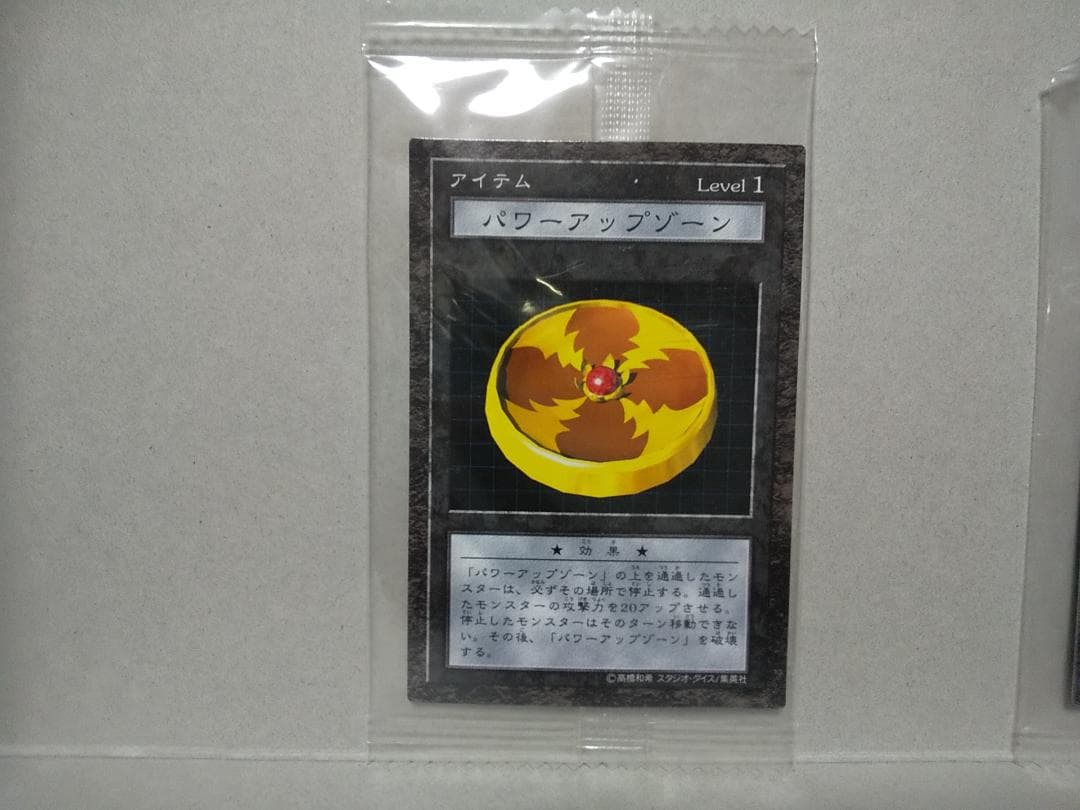 アイテム
Level 1
パワーアップゾーン
★ 効果 ★
「パワーアップゾーン」の上を通過したモン
スターは、必ずその場所で停止する。通過し
たモンスターの攻撃力を20アップさせる。
停止したモンスターはそのターン移動できな
い。その後、「パワーアップゾーン」を破壊
する。
©高橋和希 スタジオ・ダイス/集英社